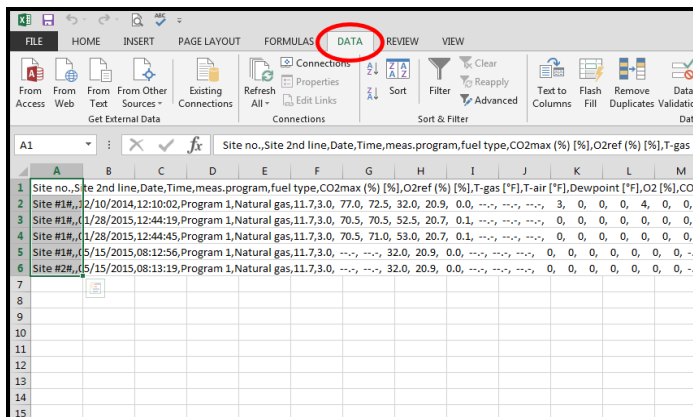 ABC
FILE HOME INSERT PAGE LAYOUT FORMULAS DATA REVIEW VIEW
From Access
From Web
From Text
From Other Sources
Get External Data
Existing Connections
Refresh All
Connections
Properties
Edit Links
Connections
A Z
Z A
Sort
Filter
Clear
Reapply
Advanced
Sort & Filter
Text to Columns
Flash Fill
Remove Duplicates
Data
A1 fx Site no.,Site 2nd line,Date,Time,meas.program,fuel type,CO2max (%) [%],O2ref (%) [%],T-gas
A B C D E F G H I J K L M
1 Site no.,Site 2nd line,Date,Time,meas.program,fuel type,CO2max (%) [%],O2ref (%) [%],T-gas [°F],T-air [°F],Dewpoint [°F],O2 [%],CO
2 Site #1#,,12/10/2014,12:10:02,Program 1,Natural gas,11.7,3.0, 77.0, 72.5, 32.0, 20.9, 0.0, --.-, --.-, 3, 0, 0, 0, 4, 0, 0,
3 Site #1#,,01/28/2015,12:44:19,Program 1,Natural gas,11.7,3.0, 70.5, 70.5, 52.5, 20.7, 0.1, --.-, --.-, 0, 0, 0, 0, 0, 0, 0,
4 Site #1#,,01/28/2015,12:44:45,Program 1,Natural gas,11.7,3.0, 70.5, 71.0, 53.0, 20.7, 0.1, --.-, --.-, 0, 0, 0, 0, 0, 0, 0,
5 Site #1#,,05/15/2015,08:12:56,Program 1,Natural gas,11.7,3.0, --.-, --.-, 32.0, 20.9, 0.0, --.-, --.-, 0, 0, 0, 0, 0, 0, 0, -.
6 Site #2#,,05/15/2015,08:13:19,Program 1,Natural gas,11.7,3.0, --.-, --.-, 32.0, 20.9, 0.0, --.-, --.-, 0, 0, 0, 0, 0, 0, 0, -.
7
8
9
10
11
12
13
14
15